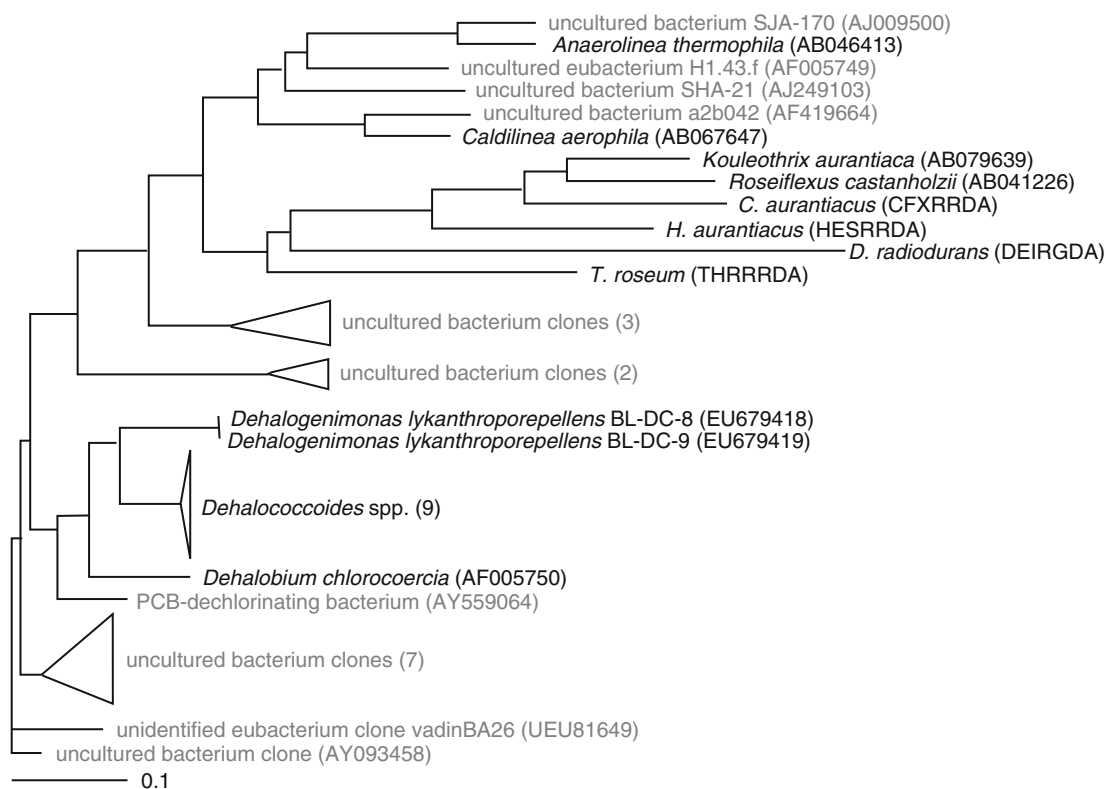 uncultured bacterium SJA-170 (AJ009500)
Anaerolinea thermophila (AB046413)
uncultured eubacterium H1.43.f (AF005749)
uncultured bacterium SHA-21 (AJ249103)
uncultured bacterium a2b042 (AF419664)
Caldilinea aerophila (AB067647)
Kouleothrix aurantiaca (AB079639)
Roseiflexus castanholzii (AB041226)
C. aurantiacus (CFXRRDA)
H. aurantiacus (HESRRDA)
D. radiodurans (DEIRGDA)
T. roseum (THRRRDA)
uncultured bacterium clones (3)
uncultured bacterium clones (2)
Dehalogenimonas lykanthroporepellens BL-DC-8 (EU679418)
Dehalogenimonas lykanthroporepellens BL-DC-9 (EU679419)
Dehalococcoides spp. (9)
Dehalobium chlorocoercia (AF005750)
PCB-dechlorinating bacterium (AY559064)
uncultured bacterium clones (7)
unidentified eubacterium clone vadinBA26 (UEU81649)
uncultured bacterium clone (AY093458)
0.1